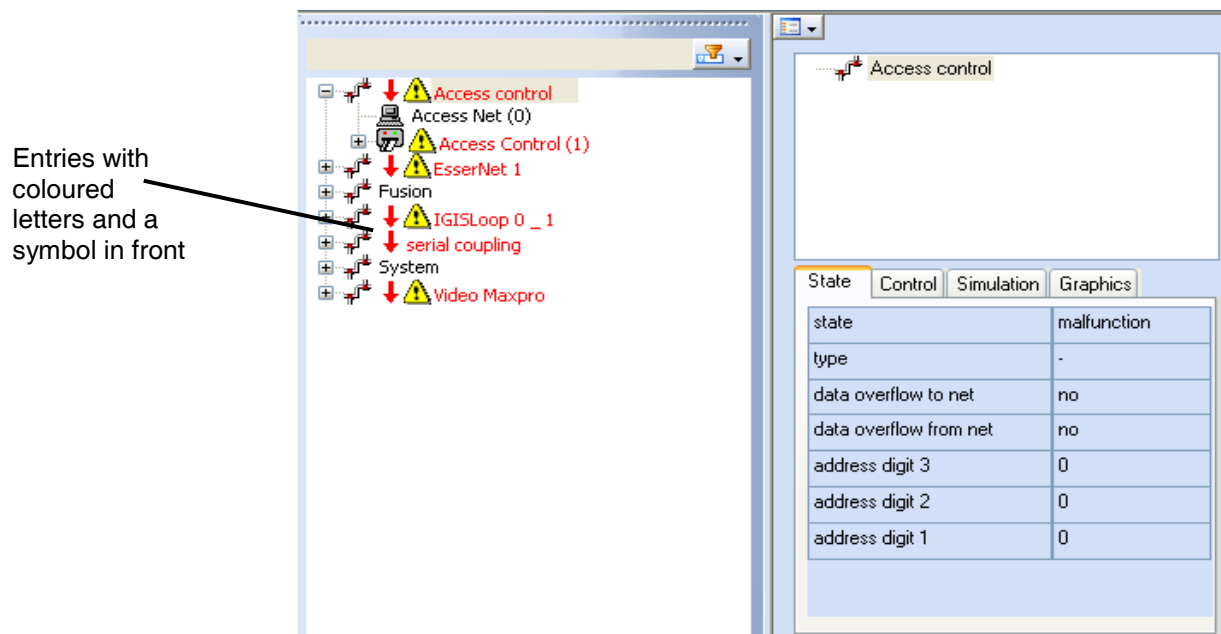 Entries with
coloured
letters and a
symbol in front
Access control
Access Net (0)
Access Control (1)
EsserNet 1
Fusion
IGISLoop 0 _ 1
serial coupling
System
Video Maxpro
Access control
State Control Simulation Graphics
state malfunction
type -
data overflow to net no
data overflow from net no
address digit 3 0
address digit 2 0
address digit 1 0